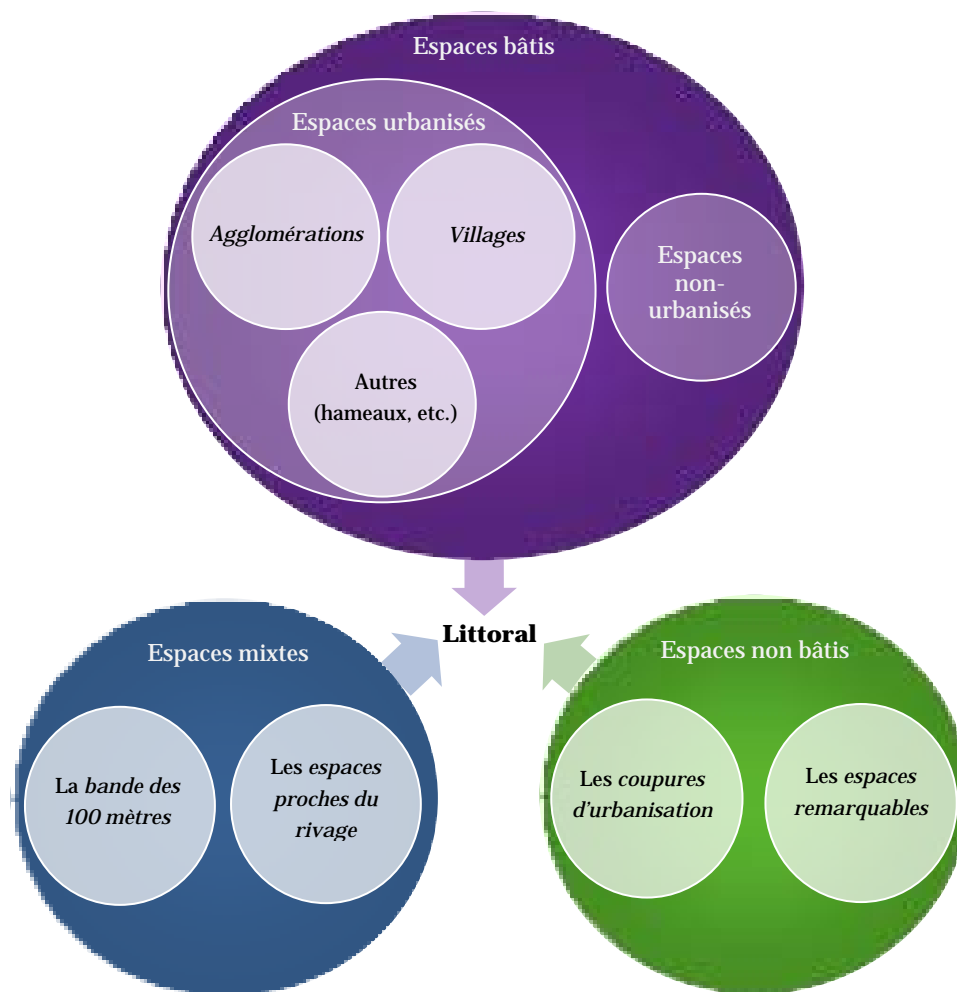 Espaces bâtis
Espaces urbanisés
Agglomérations
Villages
Espaces
non-
urbanisés
Autres
(hameaux, etc.)
Littoral
Espaces mixtes
La bande des
100 mètres
Les espaces
proches du
rivage
Espaces non bâtis
Les coupures
d'urbanisation
Les espaces
remarquables